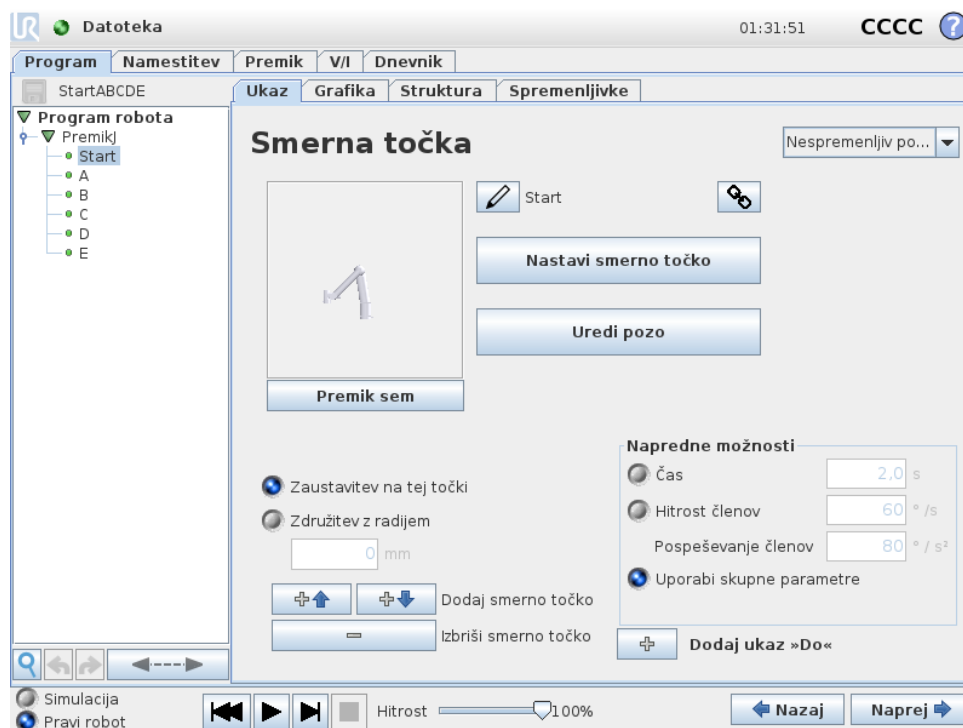 UR Datoteka 01:31:51 CCCC ?
Program Namestitev Premik V/I Dnevnik
StartABCDE
Ukaz Grafika Struktura Spremenljivke
Program robota
PremikJ
Start
A
B
C
D
E
Smerna točka
Nespremenljiv po...
Start
Nastavi smerno točko
Uredi pozo
Premik sem
Zaustavitev na tej točki
Združitev z radijem
0 mm
Dodaj smerno točko
Izbriši smerno točko
Napredne možnosti
Čas 2,0 s
Hitrost členov 60 ° /s
Pospeševanje členov 80 ° / s²
Uporabi skupne parametre
Dodaj ukaz »Do«
Simulacija
Pravi robot
Hitrost 100%
Nazaj Naprej